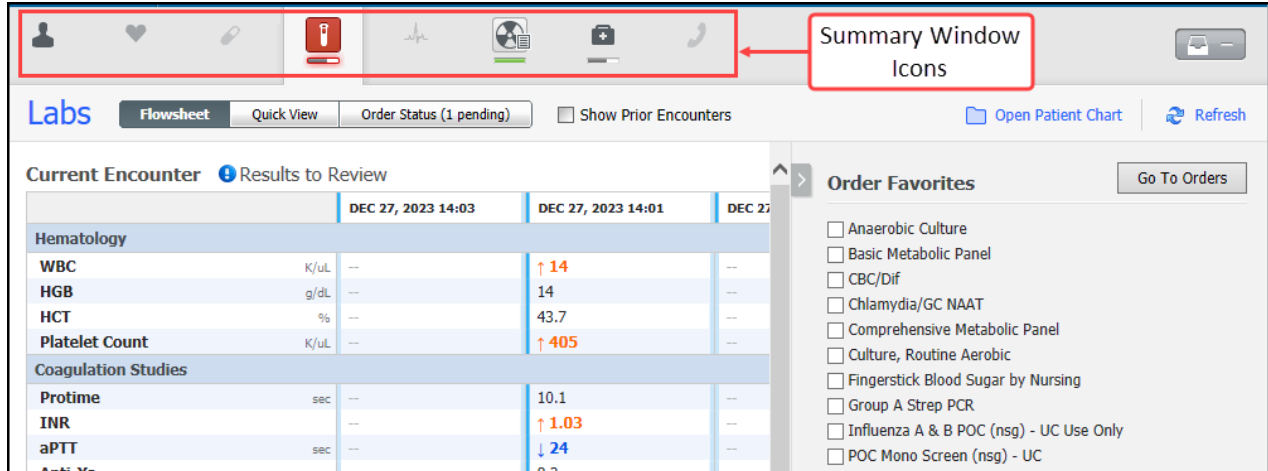 Summary Window
Icons
Labs Flowsheet Quick View Order Status (1 pending) Show Prior Encounters Open Patient Chart Refresh
Current Encounter Results to Review
DEC 27, 2023 14:03 DEC 27, 2023 14:01 DEC 27
Hematology
WBC K/uL -- ↑ 14 --
HGB g/dL -- 14 --
HCT % -- 43.7 --
Platelet Count K/uL -- ↑ 405 --
Coagulation Studies
Protime sec -- 10.1 --
INR -- ↑ 1.03 --
aPTT sec -- ↓ 24 --
Order Favorites Go To Orders
Anaerobic Culture
Basic Metabolic Panel
CBC/Dif
Chlamydia/GC NAAT
Comprehensive Metabolic Panel
Culture, Routine Aerobic
Fingerstick Blood Sugar by Nursing
Group A Strep PCR
Influenza A & B POC (nsg) - UC Use Only
POC Mono Screen (nsg) - UC